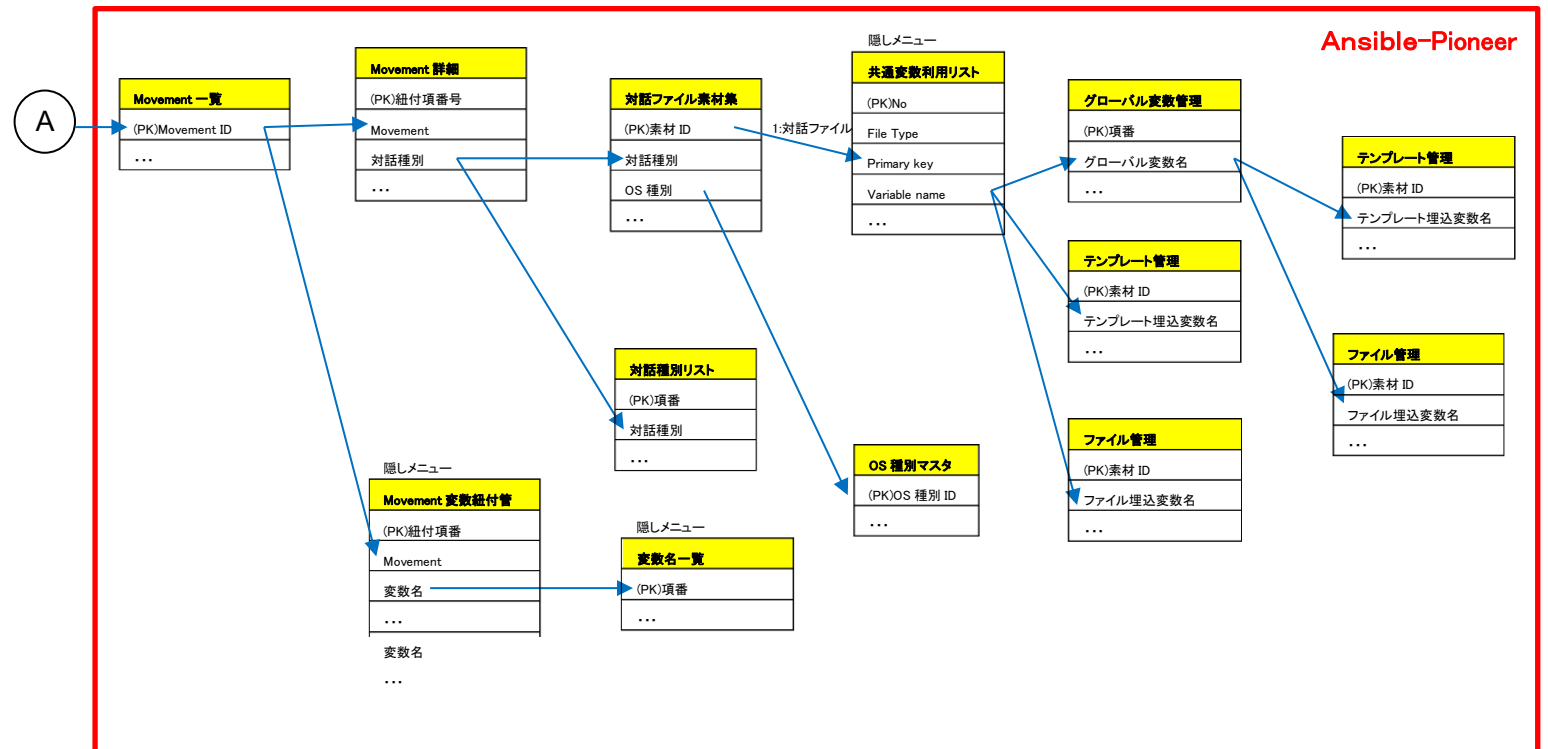 Ansible-Pioneer
A
Movement 一覧
(PK)Movement ID
...
Movement 詳細
(PK)紐付項番号
Movement
対話種別
...
対話ファイル素材集
(PK)素材 ID
対話種別
OS 種別
...
1:対話ファイル
隠しメニュー
共通変数利用リスト
(PK)No
File Type
Primary key
Variable name
...
グローバル変数管理
(PK)項番
グローバル変数名
...
テンプレート管理
(PK)素材 ID
テンプレート埋込変数名
...
テンプレート管理
(PK)素材 ID
テンプレート埋込変数名
...
ファイル管理
(PK)素材 ID
ファイル埋込変数名
...
対話種別リスト
(PK)項番
対話種別
...
OS 種別マスタ
(PK)OS 種別 ID
...
ファイル管理
(PK)素材 ID
ファイル埋込変数名
...
隠しメニュー
Movement 変数紐付管
(PK)紐付項番
Movement
変数名
...
変数名
...
隠しメニュー
変数名一覧
(PK)項番
...